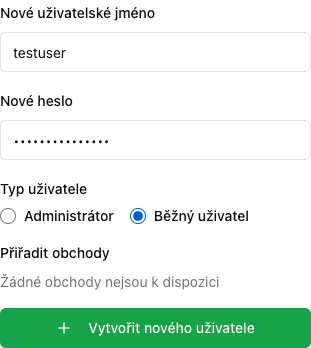 Nové uživatelské jméno
testuser
Nové heslo
•••••••••••••••
Typ uživatele
Administrátor Běžný uživatel
Přiřadit obchody
Žádné obchody nejsou k dispozici
+ Vytvořit nového uživatele